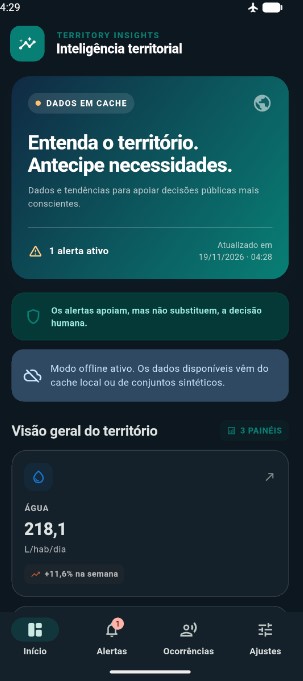 4:29
TERRITORY INSIGHTS
Inteligência territorial
DADOS EM CACHE
Entenda o território.
Antecipe necessidades.
Dados e tendências para apoiar decisões públicas mais
conscientes.
1 alerta ativo
Atualizado em
19/11/2026 · 04:28
Os alertas apoiam, mas não substituem, a decisão
humana.
Modo offline ativo. Os dados disponíveis vêm do
cache local ou de conjuntos sintéticos.
Visão geral do território
3 PAINÉIS
ÁGUA
218,1
L/hab/dia
+11,6% na semana
1
Início
Alertas
Ocorrências
Ajustes